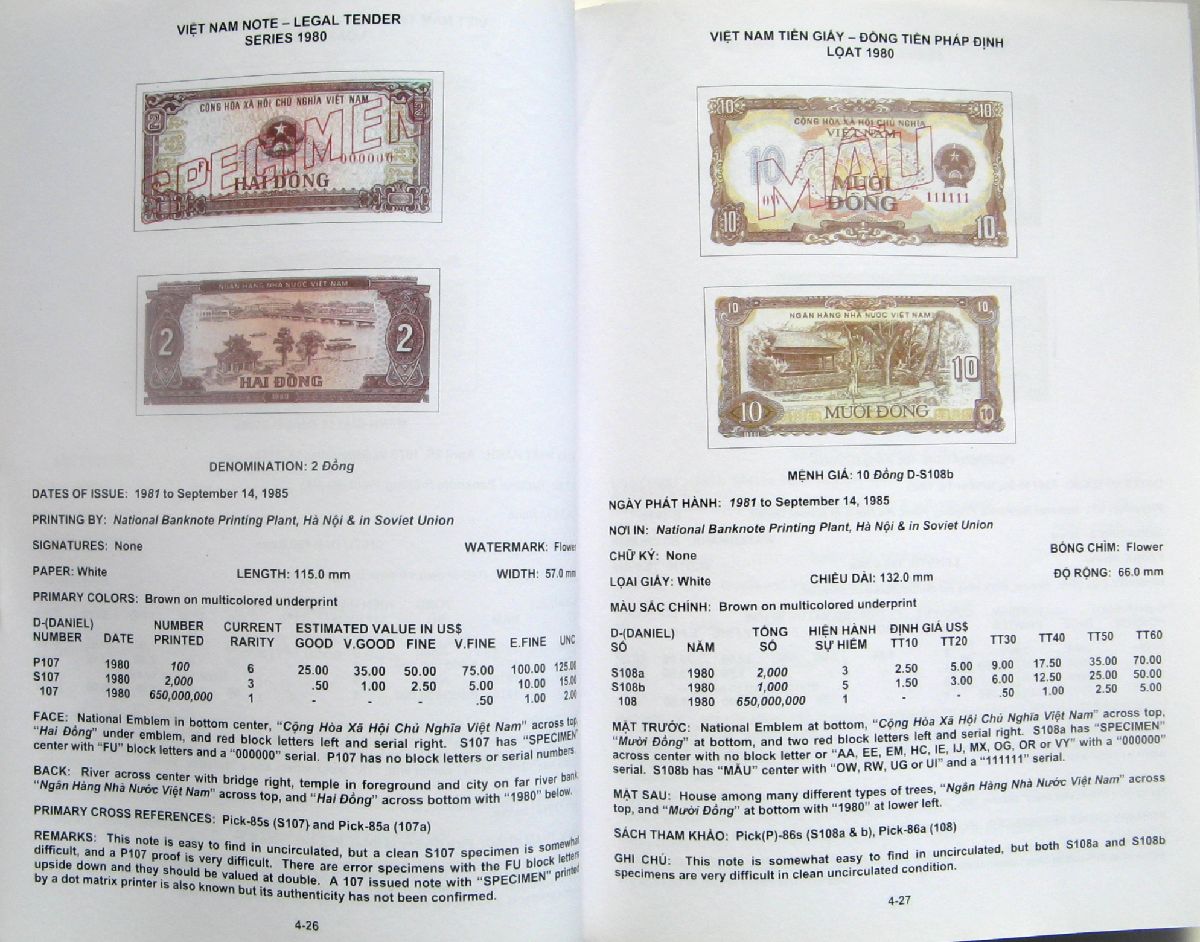 VIỆT NAM NOTE – LEGAL TENDER
SERIES 1980
2
CỘNG HÒA XÃ HỘI CHỦ NGHĨA VIỆT NAM
2
SPECIMEN
000000
HAI ĐỒNG
NGÂN HÀNG NHÀ NƯỚC VIỆT NAM
2
2
HAI ĐỒNG
1980
DENOMINATION: 2 Đồng
DATES OF ISSUE: 1981 to September 14, 1985
PRINTING BY: National Banknote Printing Plant, Hà Nội & in Soviet Union
SIGNATURES: None WATERMARK: Flower
PAPER: White LENGTH: 115.0 mm WIDTH: 57.0 mm
PRIMARY COLORS: Brown on multicolored underprint
D-(DANIEL) NUMBER CURRENT ESTIMATED VALUE IN US$
NUMBER DATE PRINTED RARITY GOOD V.GOOD FINE V.FINE E.FINE UNC
P107 1980 100 6 25.00 35.00 50.00 75.00 100.00 125.00
S107 1980 2,000 3 .50 1.00 2.50 5.00 10.00 15.00
107 1980 650,000,000 1 - - - .50 1.00 2.00
FACE: National Emblem in bottom center, “Cộng Hòa Xã Hội Chủ Nghĩa Việt Nam” across top,
“Hai Đồng” under emblem, and red block letters left and serial right. S107 has “SPECIMEN”
center with “FU” block letters and a “000000” serial. P107 has no block letters or serial numbers.
BACK: River across center with bridge right, temple in foreground and city on far river bank,
“Ngân Hàng Nhà Nước Việt Nam” across top, and “Hai Đồng” across bottom with “1980” below.
PRIMARY CROSS REFERENCES: Pick-85s (S107) and Pick-85a (107a)
REMARKS: This note is easy to find in uncirculated, but a clean S107 specimen is somewhat
difficult, and a P107 proof is very difficult. There are error specimens with the FU block letters
upside down and they should be valued at double. A 107 issued note with “SPECIMEN” printed
by a dot matrix printer is also known but its authenticity has not been confirmed.
4-26
VIỆT NAM TIỀN GIẤY – ĐỒNG TIỀN PHÁP ĐỊNH
LOẠT 1980
10
10
CỘNG HÒA XÃ HỘI CHỦ NGHĨA
VIỆT NAM
10
MẪU
MƯỜI
ĐỒNG
OW
111111
10
10
10
10
NGÂN HÀNG NHÀ NƯỚC VIỆT NAM
10
10
MƯỜI ĐỒNG
10
MỆNH GIÁ: 10 Đồng D-S108b
NGÀY PHÁT HÀNH: 1981 to September 14, 1985
NƠI IN: National Banknote Printing Plant, Hà Nội & in Soviet Union
CHỮ KÝ: None BÓNG CHÌM: Flower
LOẠI GIẤY: White CHIỀU DÀI: 132.0 mm ĐỘ RỘNG: 66.0 mm
MÀU SẮC CHÍNH: Brown on multicolored underprint
D-(DANIEL) TỔNG HIỆN HÀNH ĐỊNH GIÁ US$
SỐ NĂM SỐ SỰ HIẾM TT10 TT20 TT30 TT40 TT50 TT60
S108a 1980 2,000 3 2.50 5.00 9.00 17.50 35.00 70.00
S108b 1980 1,000 5 1.50 3.00 6.00 12.50 25.00 50.00
108 1980 650,000,000 1 - - .50 1.00 2.50 5.00
MẶT TRƯỚC: National Emblem at bottom, “Cộng Hòa Xã Hội Chủ Nghĩa Việt Nam” across top,
“Mười Đồng” at bottom, and two red block letters left and serial right. S108a has “SPECIMEN”
across center with no block letter or “AA, EE, EM, HC, IE, IJ, MX, OG, OR or VY” with a “000000”
serial. S108b has “MẪU” center with “OW, RW, UG or UI” and a “111111” serial.
MẶT SAU: House among many different types of trees, “Ngân Hàng Nhà Nước Việt Nam” across
top, and “Mười Đồng” at bottom with “1980” at lower left.
SÁCH THAM KHẢO: Pick(P)-86s (S108a & b), Pick-86a (108)
GHI CHÚ: This note is somewhat easy to find in uncirculated, but both S108a and S108b
specimens are very difficult in clean uncirculated condition.
4-27